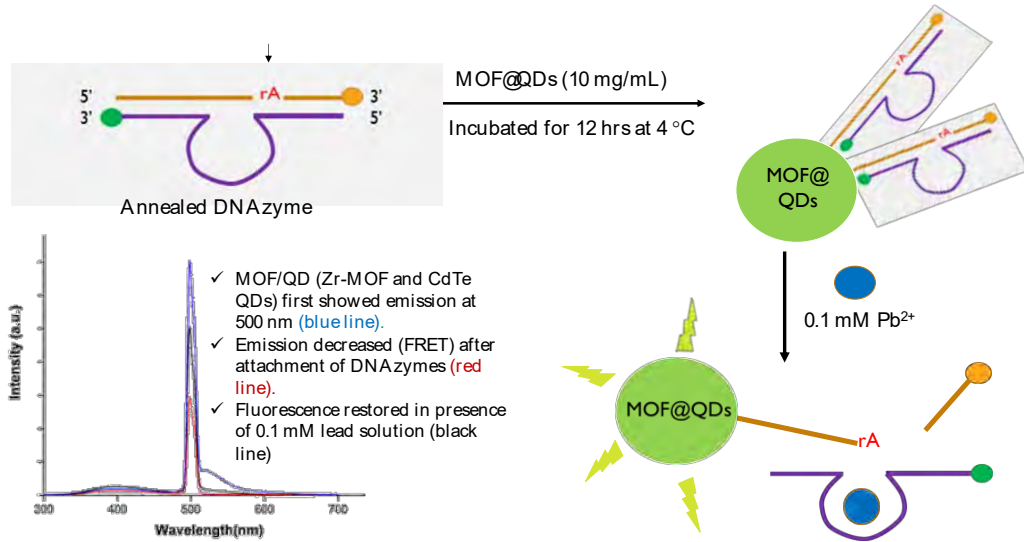 5'
rA
3'
3'
5'
Annealed DNAzyme
MOF@QDs (10 mg/mL)
Incubated for 12 hrs at 4 °C
rA
rA
MOF@
QDs
0.1 mM Pb²⁺
✓ MOF/QD (Zr-MOF and CdTe
QDs) first showed emission at
500 nm (blue line).
✓ Emission decreased (FRET) after
attachment of DNAzymes (red
line).
✓ Fluorescence restored in presence
of 0.1 mM lead solution (black
line)
Intensity (a.u.)
300
400
500
600
700
Wavelength(nm)
MOF@QDs
rA